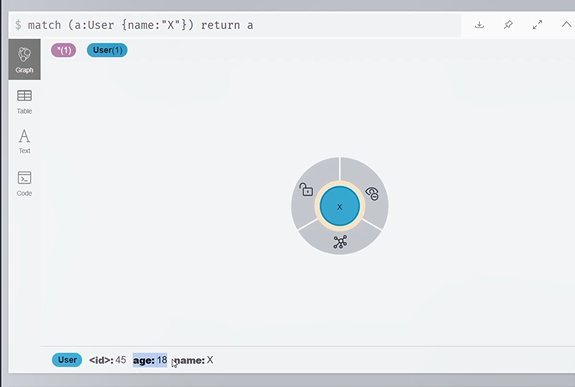 $ match (a:User {name:"X"}) return a
*(1) User(1)
Graph
Table
A
Text
Code
X
User <id>: 45 age: 18 name: X